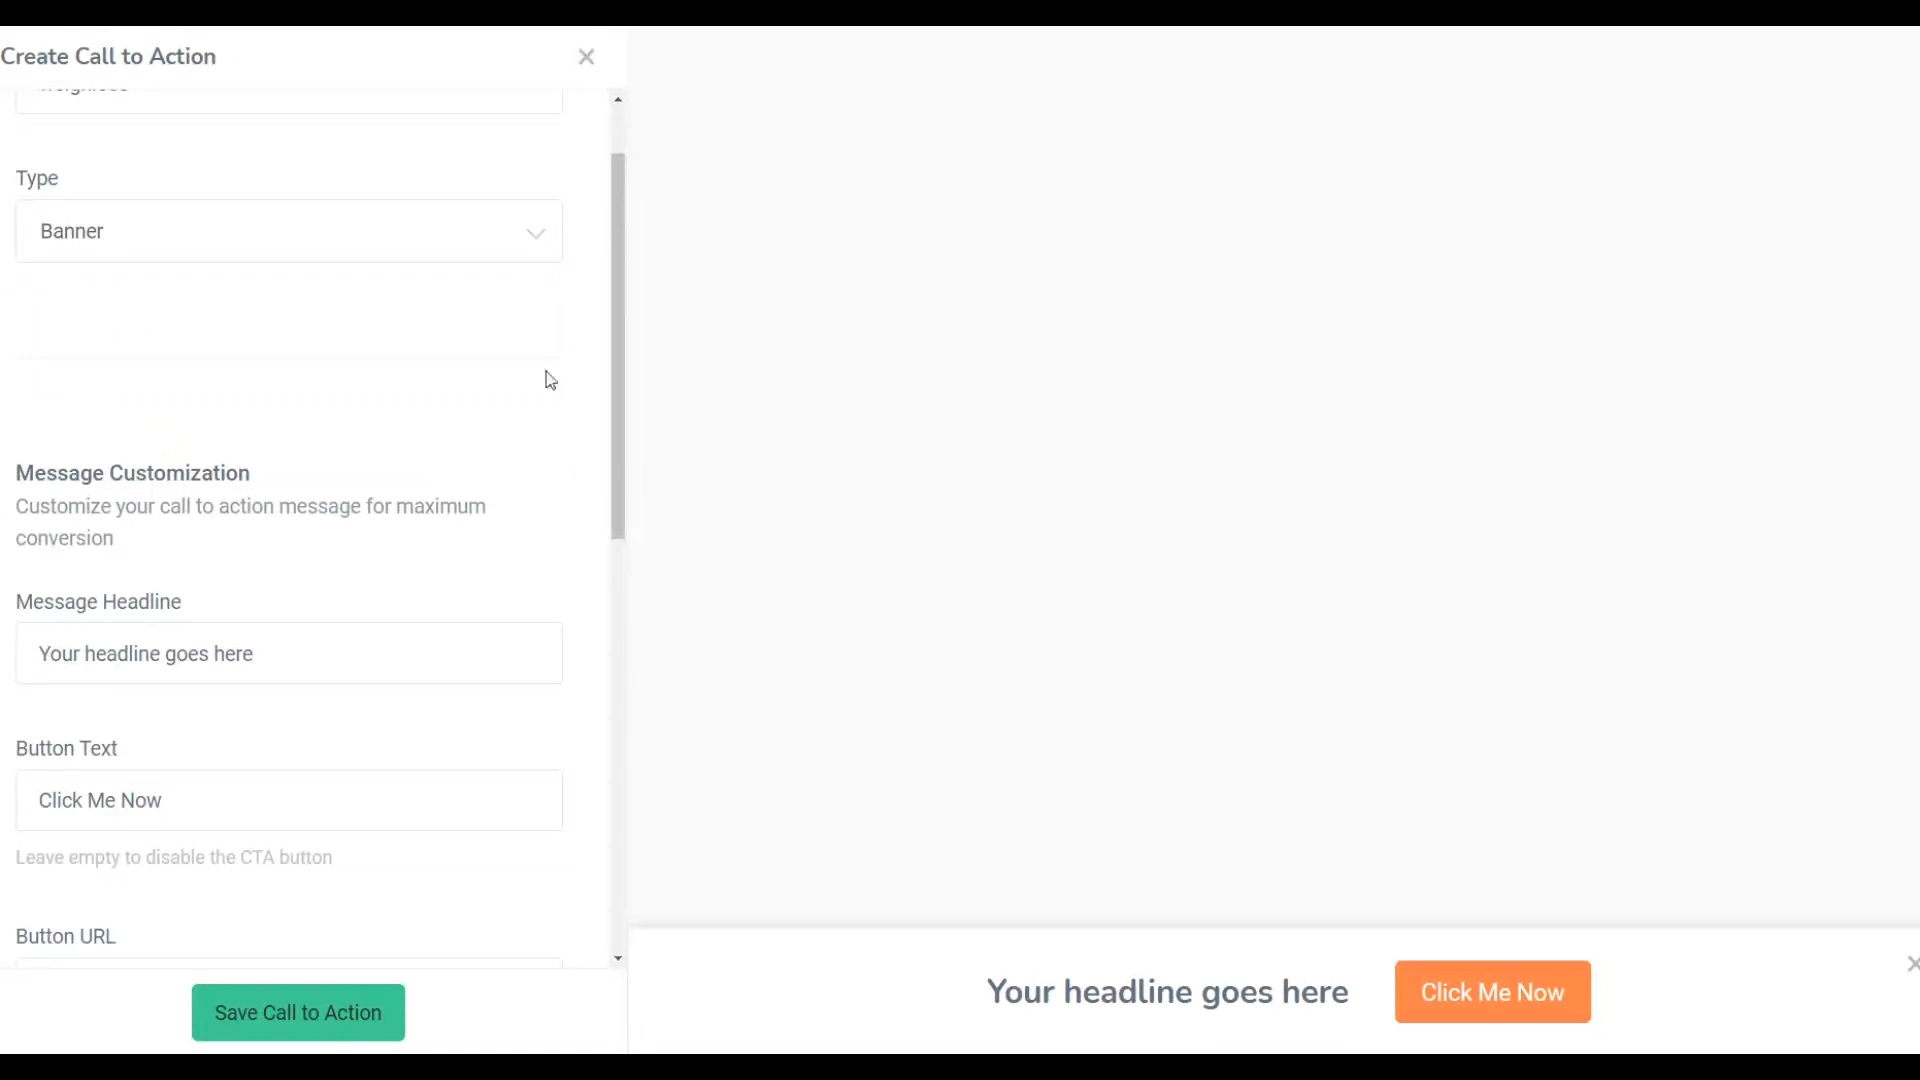 Create Call to Action
Type
Banner
Message Customization
Customize your call to action message for maximum
conversion
Message Headline
Your headline goes here
Button Text
Click Me Now
Leave empty to disable the CTA button
Button URL
Save Call to Action
Your headline goes here
Click Me Now